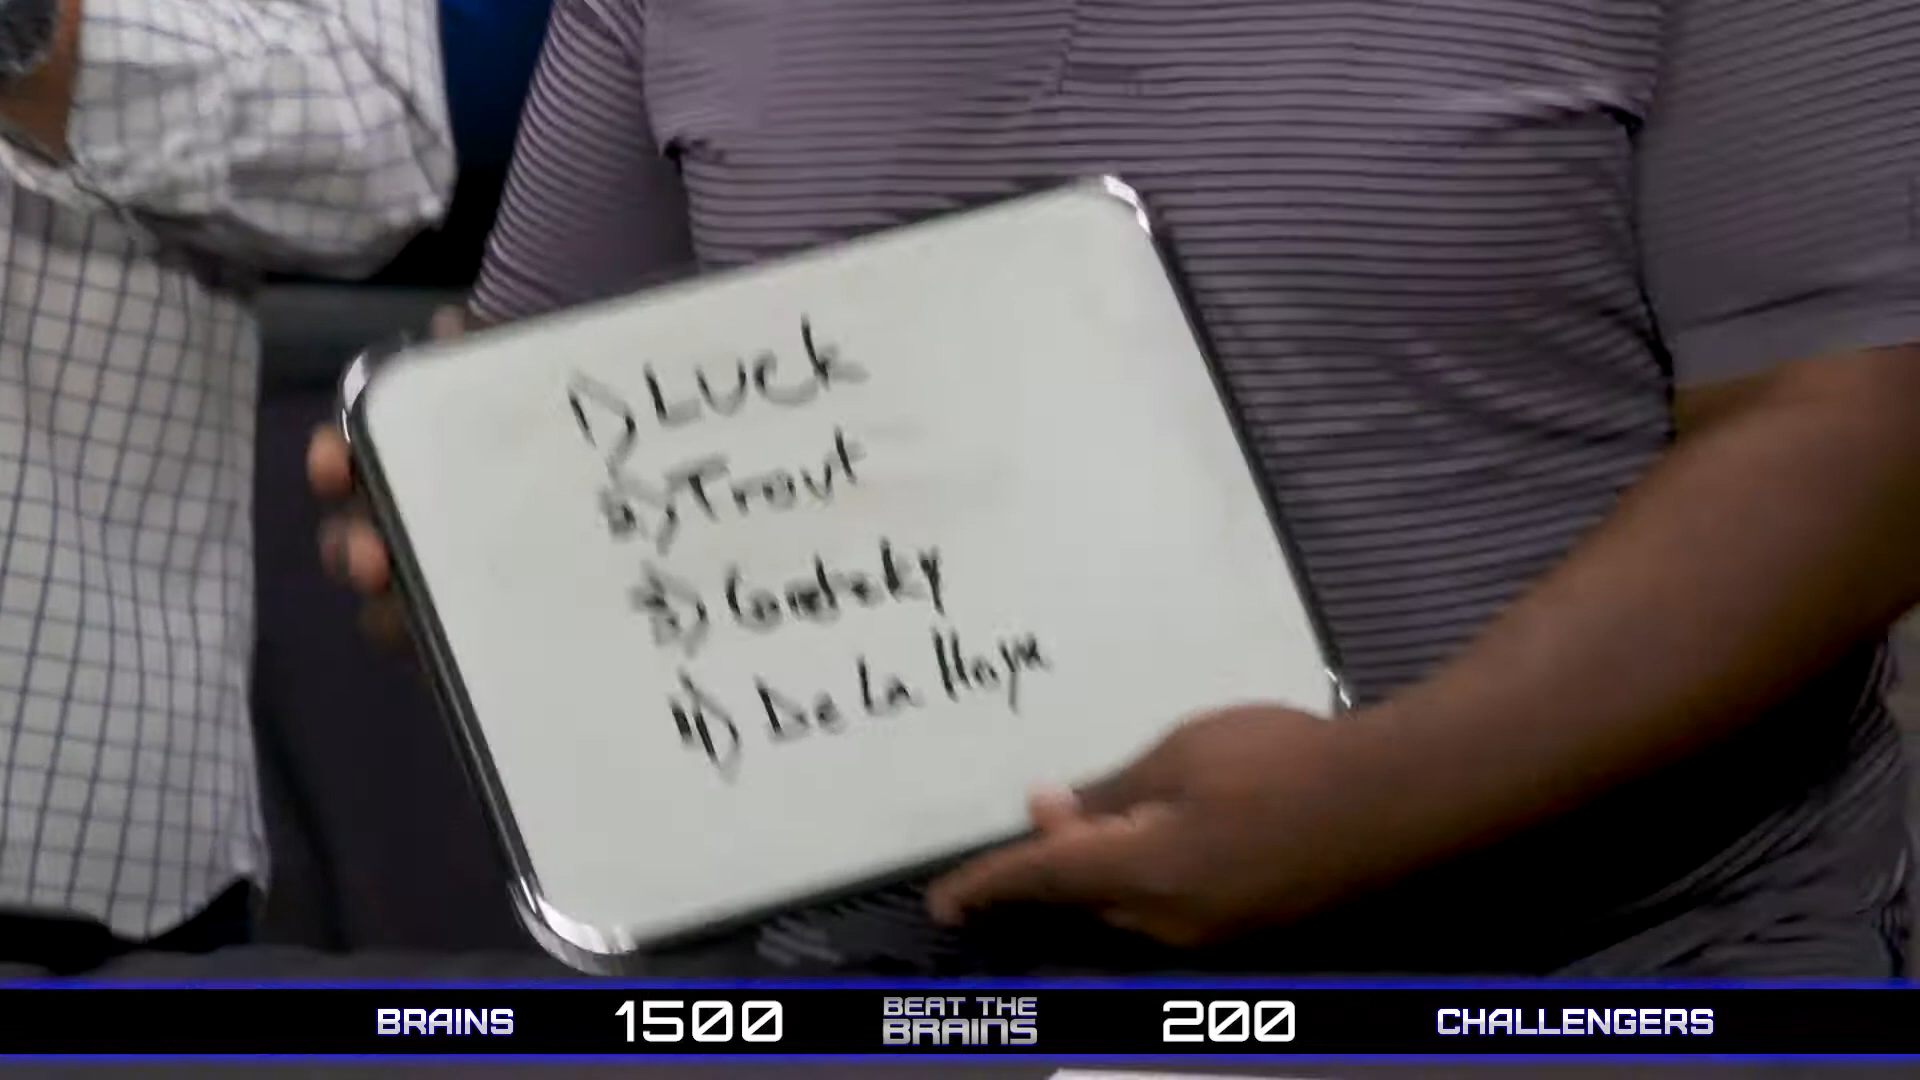 1) Luck
2) Trout
3) Gretzky
4) De La Hoya
BRAINS 1500 BEAT THE BRAINS 200 CHALLENGERS